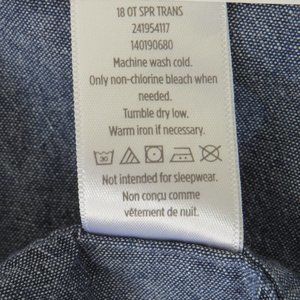 18 OT SPR TRANS
241954117
140190680
Machine wash cold.
Only non-chlorine bleach when
needed.
Tumble dry low.
Warm iron if necessary.
30
Not intended for sleepwear.
Non conçu comme
vêtement de nuit.